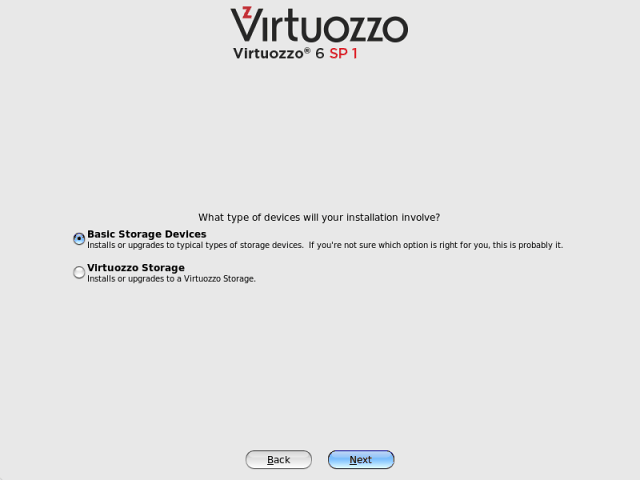 Virtuozzo
Virtuozzo® 6 SP 1
What type of devices will your installation involve?
Basic Storage Devices
Installs or upgrades to typical types of storage devices.  If you're not sure which option is right for you, this is probably it.
Virtuozzo Storage
Installs or upgrades to a Virtuozzo Storage.
Back
Next